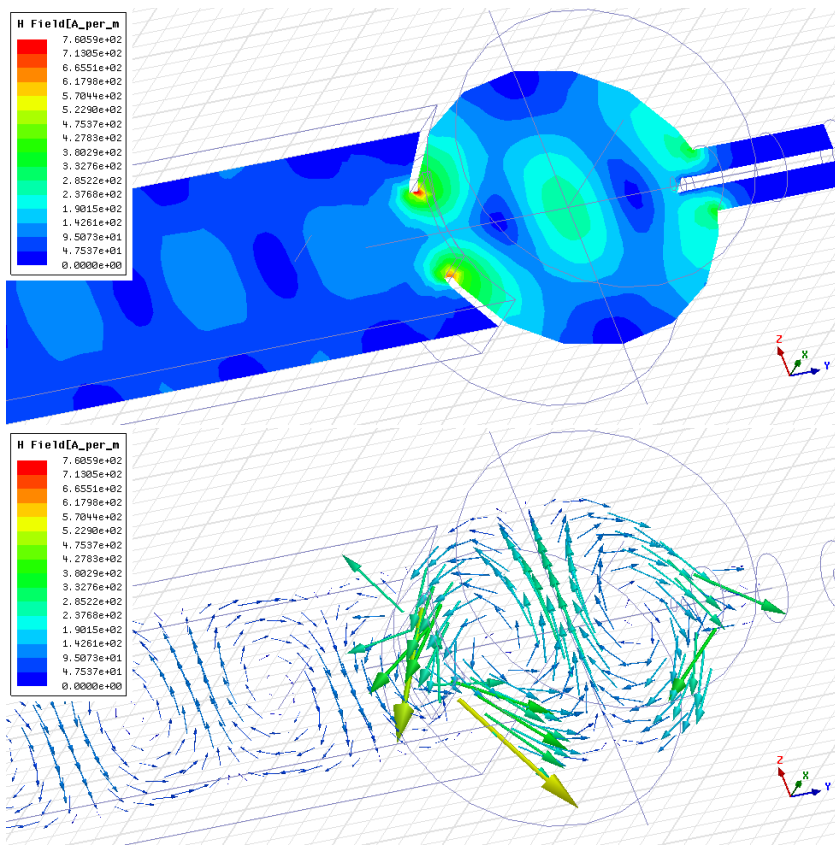 H Field[A_per_m
7.6059e+02
7.1305e+02
6.6551e+02
6.1798e+02
5.7044e+02
5.2290e+02
4.7537e+02
4.2783e+02
3.8029e+02
3.3276e+02
2.8522e+02
2.3768e+02
1.9015e+02
1.4261e+02
9.5073e+01
4.7537e+01
0.0000e+00
Z
X
Y
H Field[A_per_m
7.6059e+02
7.1305e+02
6.6551e+02
6.1798e+02
5.7044e+02
5.2290e+02
4.7537e+02
4.2783e+02
3.8029e+02
3.3276e+02
2.8522e+02
2.3768e+02
1.9015e+02
1.4261e+02
9.5073e+01
4.7537e+01
0.0000e+00
Z
X
Y